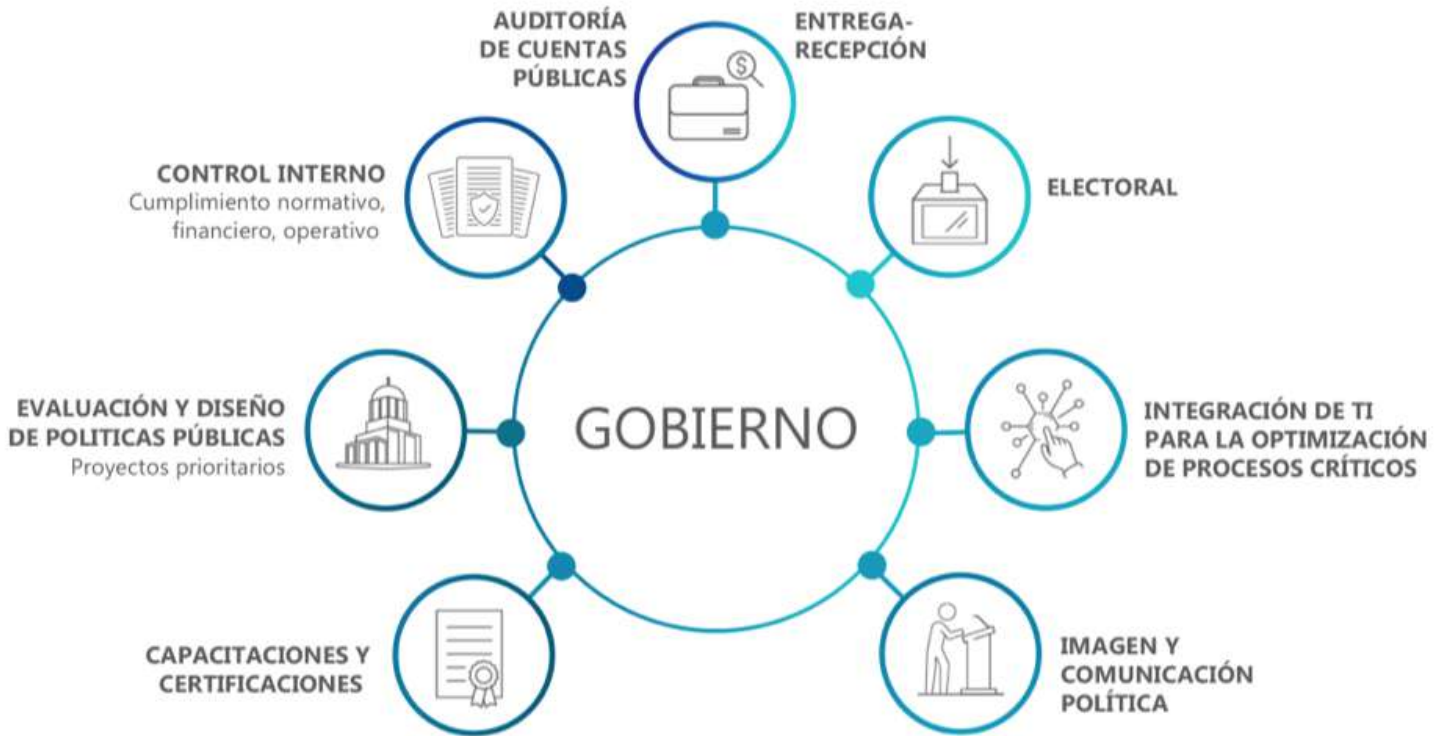 AUDITORÍA
DE CUENTAS
PÚBLICAS
ENTREGA-
RECEPCIÓN
CONTROL INTERNO
Cumplimiento normativo,
financiero, operativo
ELECTORAL
EVALUACIÓN Y DISEÑO
DE POLITICAS PÚBLICAS
Proyectos prioritarios
GOBIERNO
INTEGRACIÓN DE TI
PARA LA OPTIMIZACIÓN
DE PROCESOS CRÍTICOS
CAPACITACIONES Y
CERTIFICACIONES
IMAGEN Y
COMUNICACIÓN
POLÍTICA